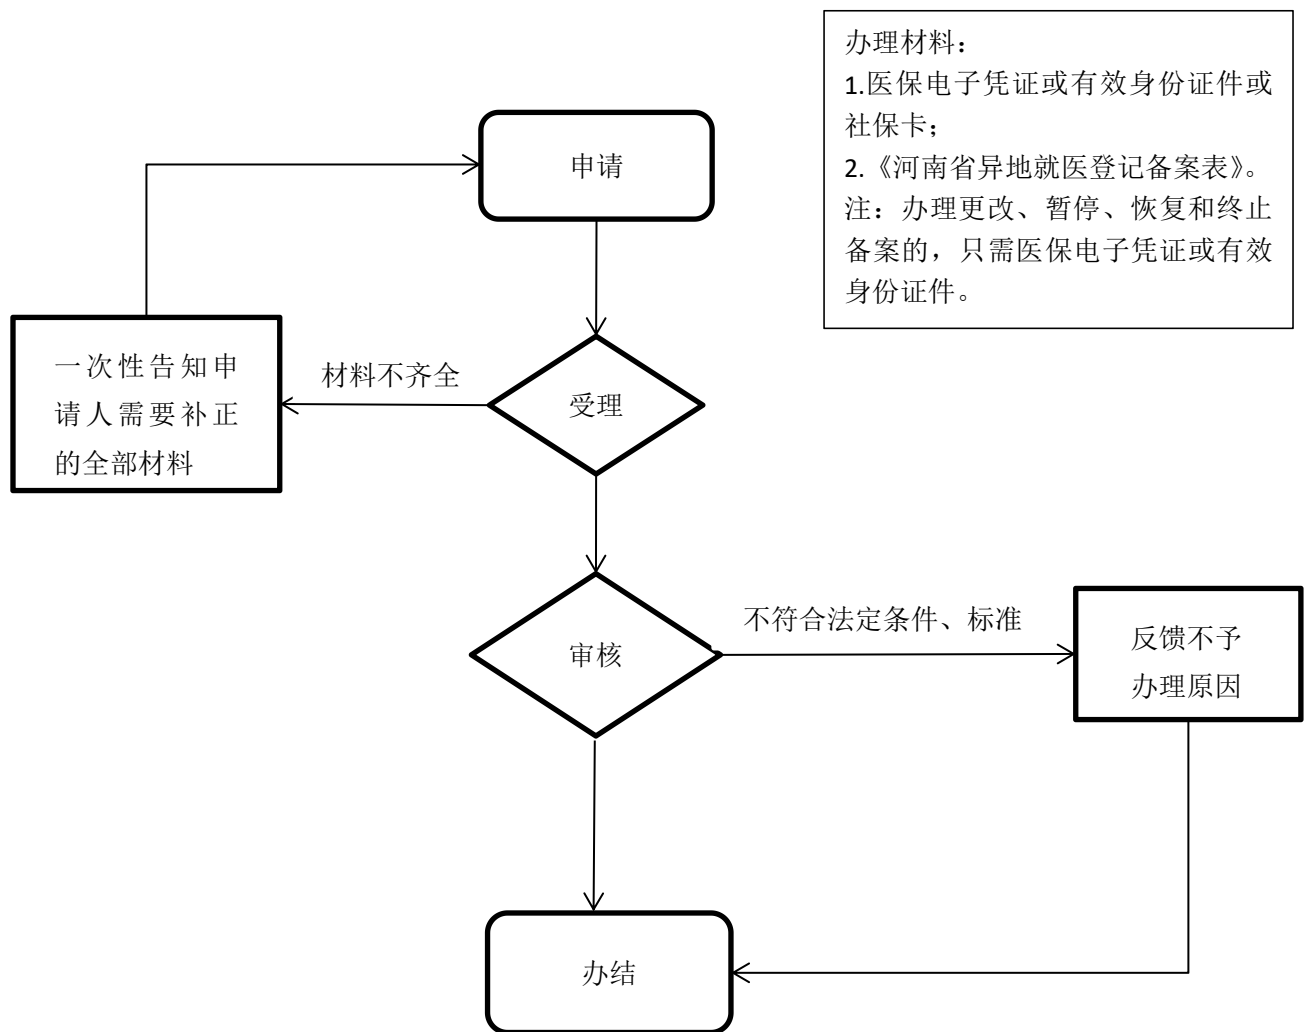 办理材料：
1.医保电子凭证或有效身份证件或
社保卡；
2.《河南省异地就医登记备案表》。
注：办理更改、暂停、恢复和终止
备案的，只需医保电子凭证或有效
身份证件。
申请
一次性告知申
请人需要补正
的全部材料
材料不齐全
受理
不符合法定条件、标准
审核
反馈不予
办理原因
办结